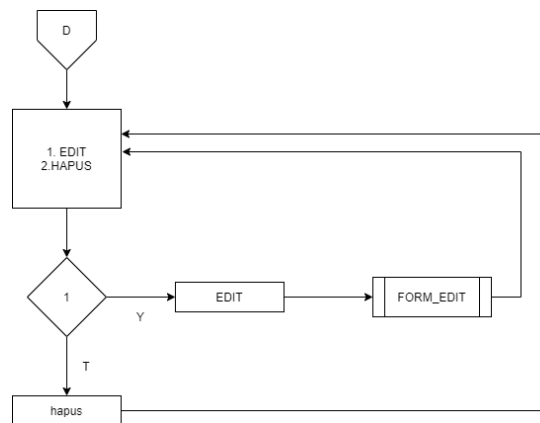 D
1. EDIT
2.HAPUS
1
EDIT
FORM_EDIT
Y
T
hapus